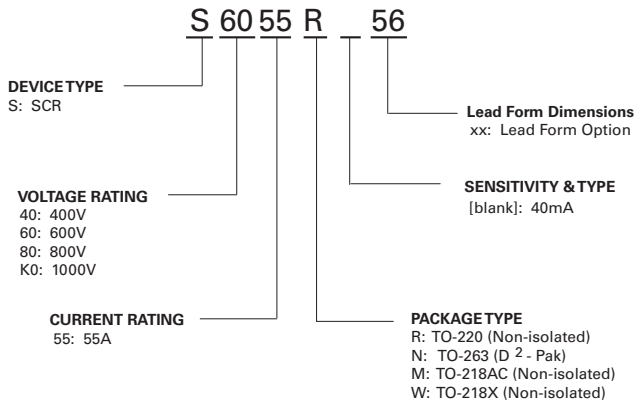 S 60 55 R _ 56
DEVICE TYPE
S: SCR
Lead Form Dimensions
xx: Lead Form Option
SENSITIVITY & TYPE
[blank]: 40mA
VOLTAGE RATING
40: 400V
60: 600V
80: 800V
K0: 1000V
CURRENT RATING
55: 55A
PACKAGE TYPE
R: TO-220 (Non-isolated)
N: TO-263 (D 2 - Pak)
M: TO-218AC (Non-isolated)
W: TO-218X (Non-isolated)